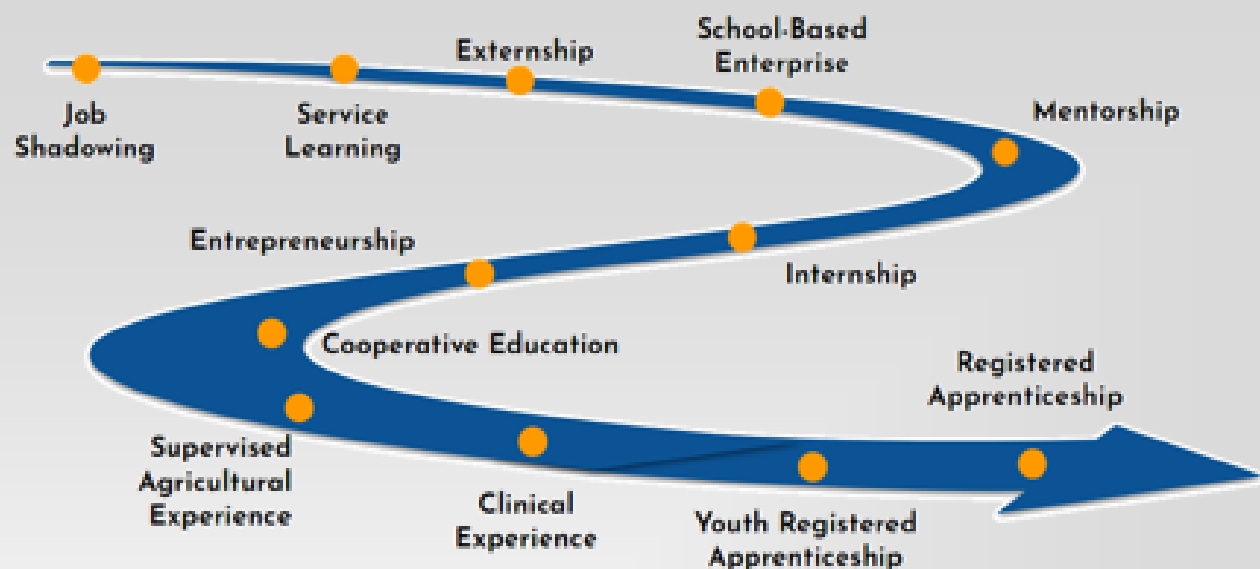 Job
Shadowing
Service
Learning
Externship
School-Based
Enterprise
Mentorship
Internship
Entrepreneurship
Cooperative Education
Supervised
Agricultural
Experience
Clinical
Experience
Youth Registered
Apprenticeship
Registered
Apprenticeship